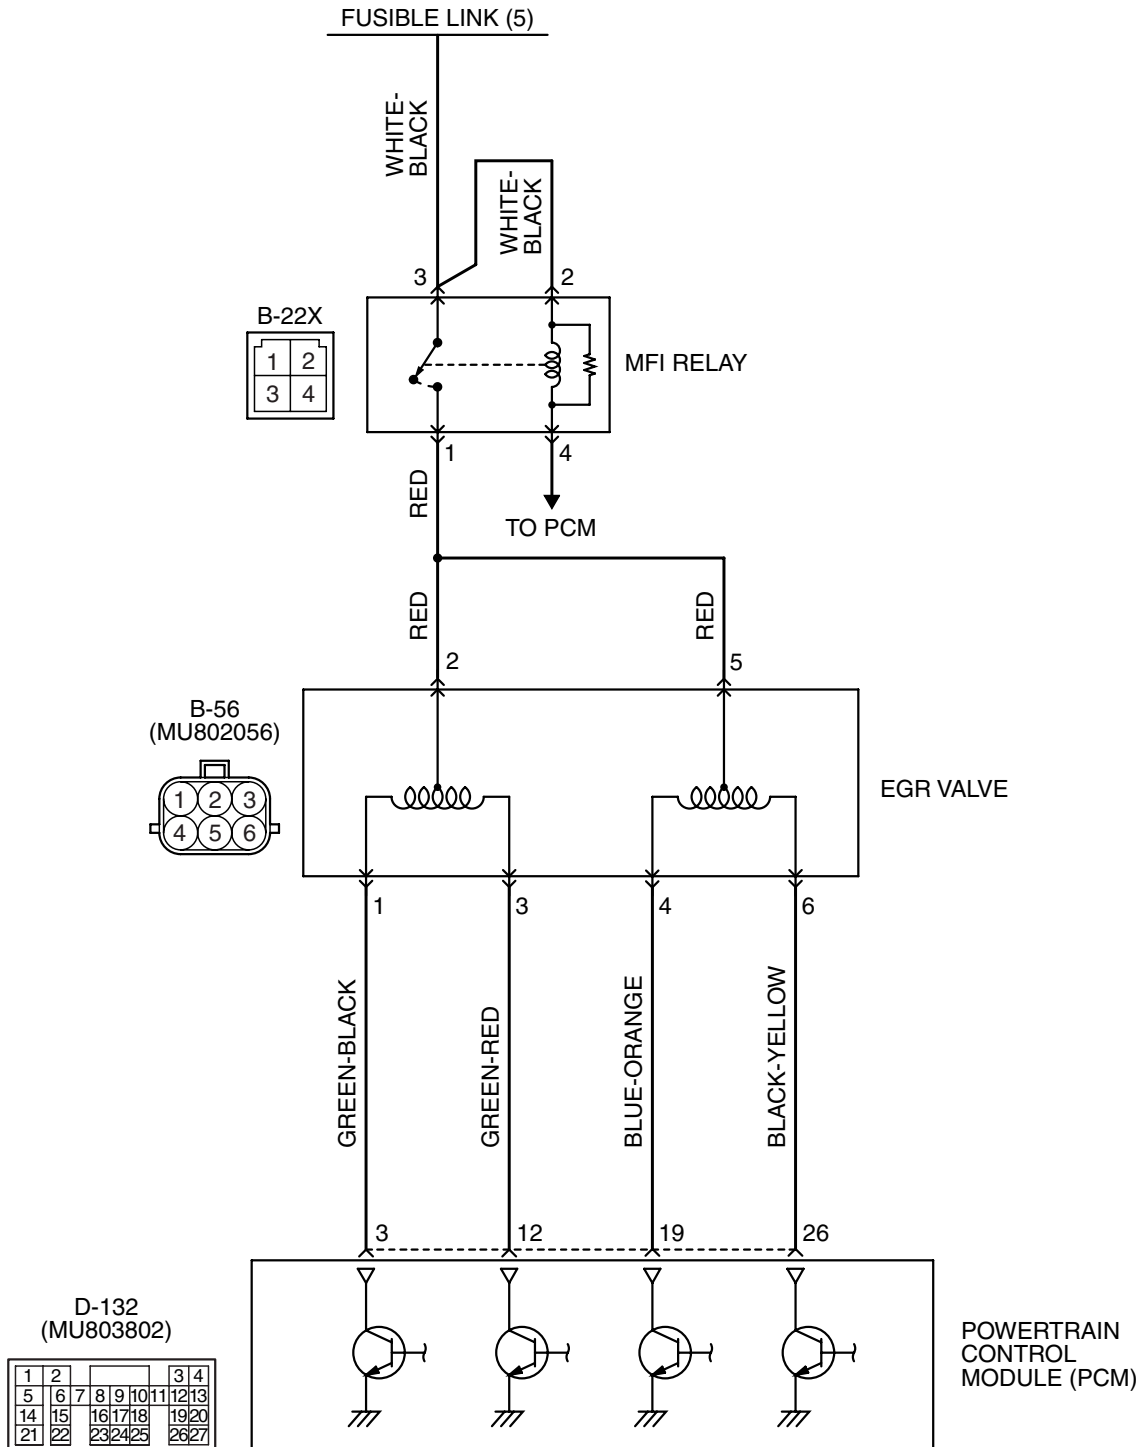 FUSIBLE LINK (5)
WHITE-
BLACK
WHITE-
BLACK
3
2
B-22X
1 2
3 4
MFI RELAY
1
4
RED
TO PCM
RED
RED
2
5
B-56
(MU802056)
1 2 3
4 5 6
EGR VALVE
1
3
4
6
GREEN-BLACK
GREEN-RED
BLUE-ORANGE
BLACK-YELLOW
3
12
19
26
D-132
(MU803802)
1 2 3 4
5 6 7 8 9 10 11 12 13
14 15 16 17 18 19 20
21 22 23 24 25 26 27
POWERTRAIN
CONTROL
MODULE (PCM)